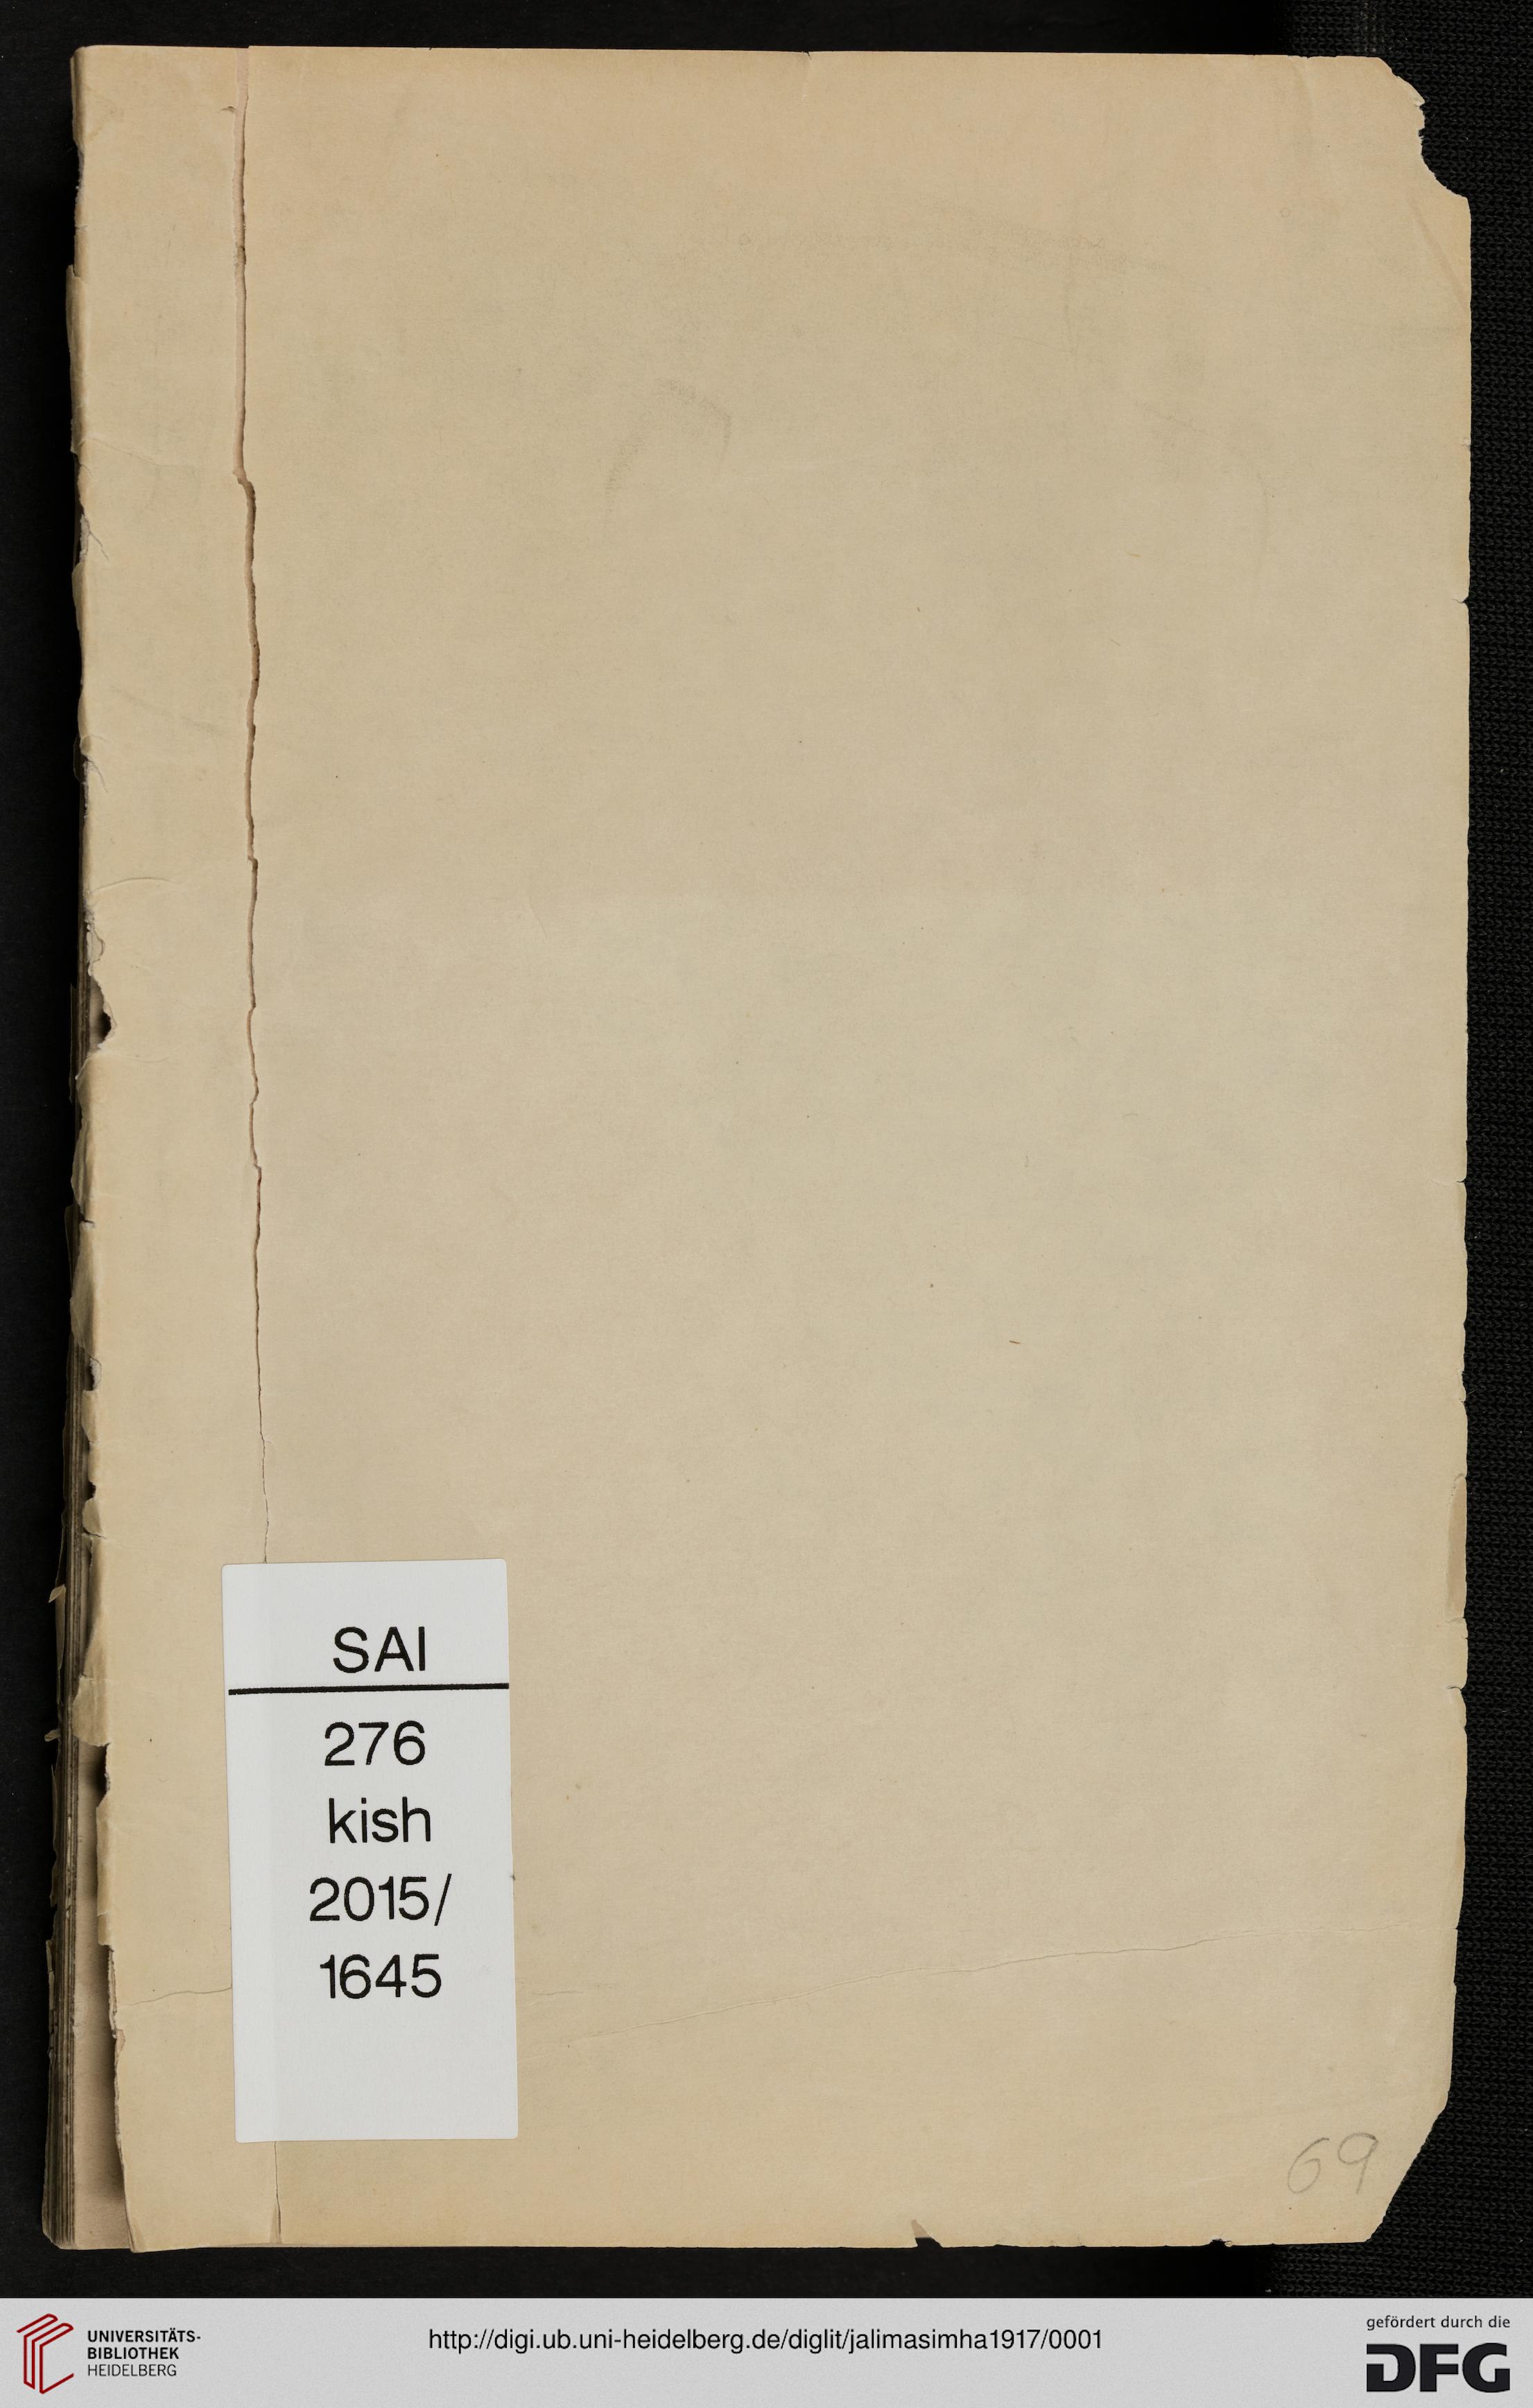 SAI
276
kish
2015/
1645
69
UNIVERSITÄTS-
BIBLIOTHEK
HEIDELBERG
http://digi.ub.uni-heidelberg.de/diglit/jalimasimha1917/0001
gefördert durch die
DFG